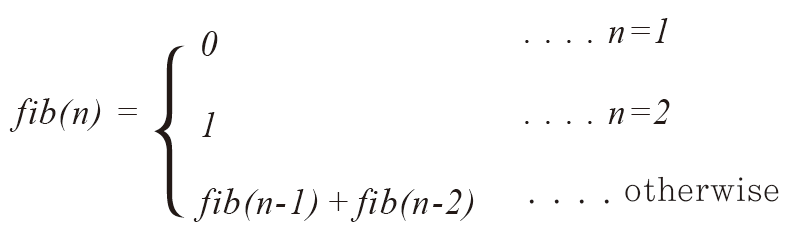 0 . . . . n=1
fib(n) = { 1 . . . . n=2
fib(n-1) + fib(n-2) . . . . otherwise